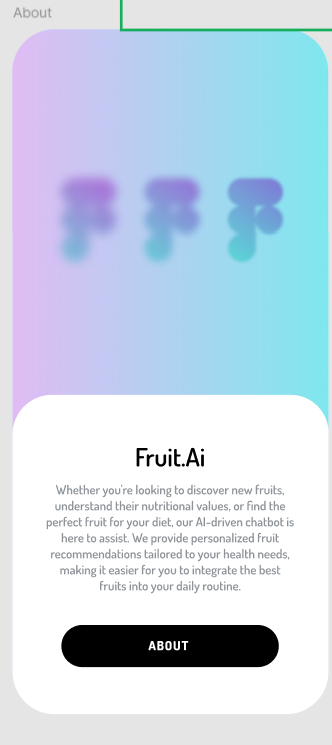 About
Fruit.Ai
Whether you're looking to discover new fruits,
understand their nutritional values, or find the
perfect fruit for your diet, our AI-driven chatbot is
here to assist. We provide personalized fruit
recommendations tailored to your health needs,
making it easier for you to integrate the best
fruits into your daily routine.
ABOUT